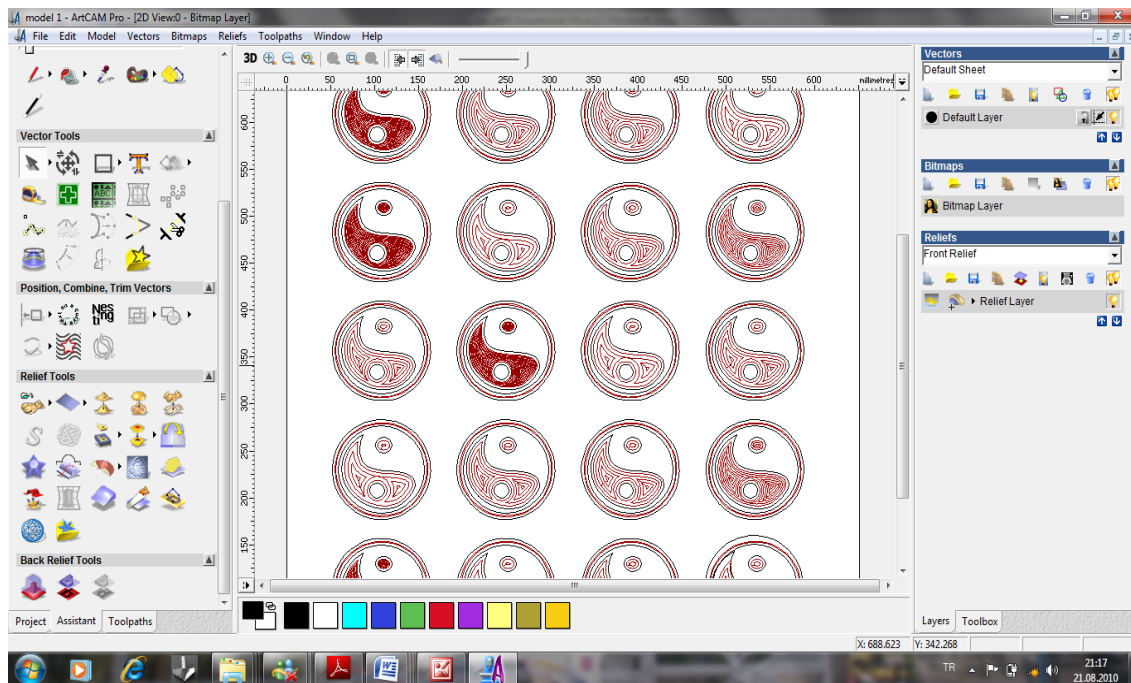 model 1 - ArtCAM Pro - [2D View:0 - Bitmap Layer]
File Edit Model Vectors Bitmaps Reliefs Toolpaths Window Help
3D
0 50 100 150 200 250 300 350 400 450 500 550 600 millimetres
600
550
500
450
400
350
300
250
200
150
Vector Tools
ABC
Position, Combine, Trim Vectors
Nes
ting
Relief Tools
Back Relief Tools
Project Assistant Toolpaths
Vectors
Default Sheet
Default Layer
Bitmaps
Bitmap Layer
Reliefs
Front Relief
Relief Layer
Layers Toolbox
X: 688.623 Y: 342.268
TR
21:17
21.08.2010